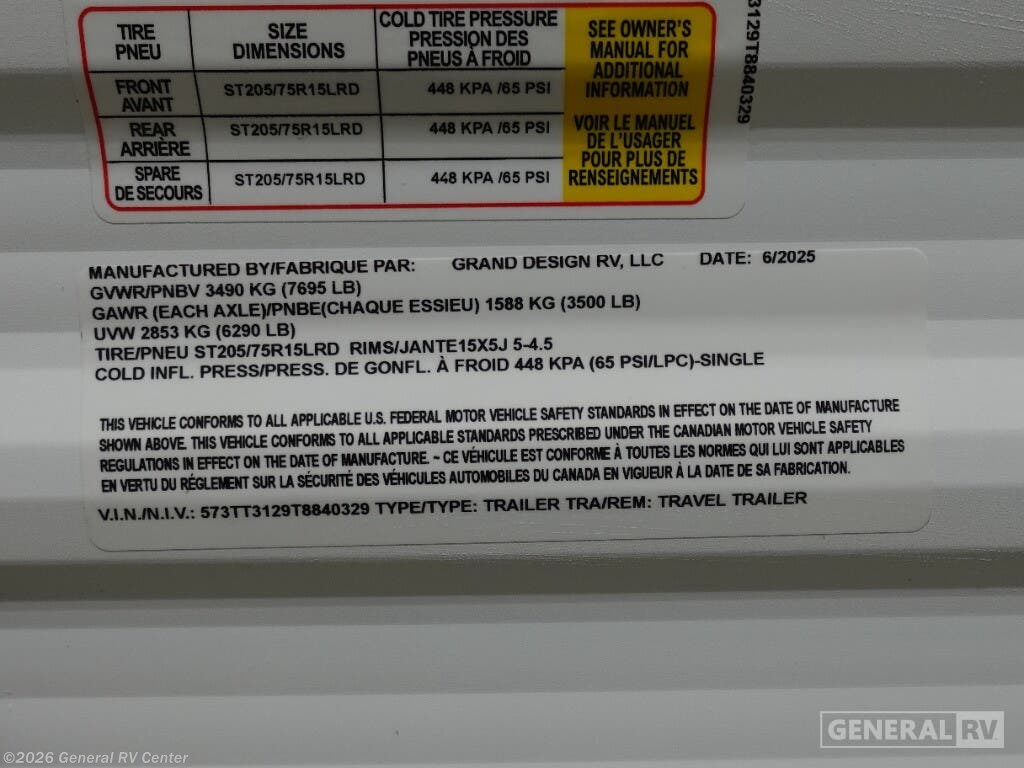 TIRE
PNEU
SIZE
DIMENSIONS
COLD TIRE PRESSURE
PRESSION DES
PNEUS À FROID
SEE OWNER'S
MANUAL FOR
ADDITIONAL
INFORMATION
VOIR LE MANUEL
DE L'USAGER
POUR PLUS DE
RENSEIGNEMENTS
FRONT
AVANT
ST205/75R15LRD
448 KPA /65 PSI
REAR
ARRIÈRE
ST205/75R15LRD
448 KPA /65 PSI
SPARE
DE SECOURS
ST205/75R15LRD
448 KPA /65 PSI
3129T8840329
MANUFACTURED BY/FABRIQUE PAR: GRAND DESIGN RV, LLC DATE: 6/2025
GVWR/PNBV 3490 KG (7695 LB)
GAWR (EACH AXLE)/PNBE(CHAQUE ESSIEU) 1588 KG (3500 LB)
UVW 2853 KG (6290 LB)
TIRE/PNEU ST205/75R15LRD RIMS/JANTE15X5J 5-4.5
COLD INFL. PRESS/PRESS. DE GONFL. À FROID 448 KPA (65 PSI/LPC)-SINGLE
THIS VEHICLE CONFORMS TO ALL APPLICABLE U.S. FEDERAL MOTOR VEHICLE SAFETY STANDARDS IN EFFECT ON THE DATE OF MANUFACTURE
SHOWN ABOVE. THIS VEHICLE CONFORMS TO ALL APPLICABLE STANDARDS PRESCRIBED UNDER THE CANADIAN MOTOR VEHICLE SAFETY
REGULATIONS IN EFFECT ON THE DATE OF MANUFACTURE. ~ CE VÉHICULE EST CONFORME À TOUTES LES NORMES QUI LUI SONT APPLICABLES
EN VERTU DU RÉGLEMENT SUR LA SÉCURITÉ DES VÉHICULES AUTOMOBILES DU CANADA EN VIGUEUR À LA DATE DE SA FABRICATION.
V.I.N./N.I.V.: 573TT3129T8840329 TYPE/TYPE: TRAILER TRA/REM: TRAVEL TRAILER
GENERAL RV
©2026 General RV Center